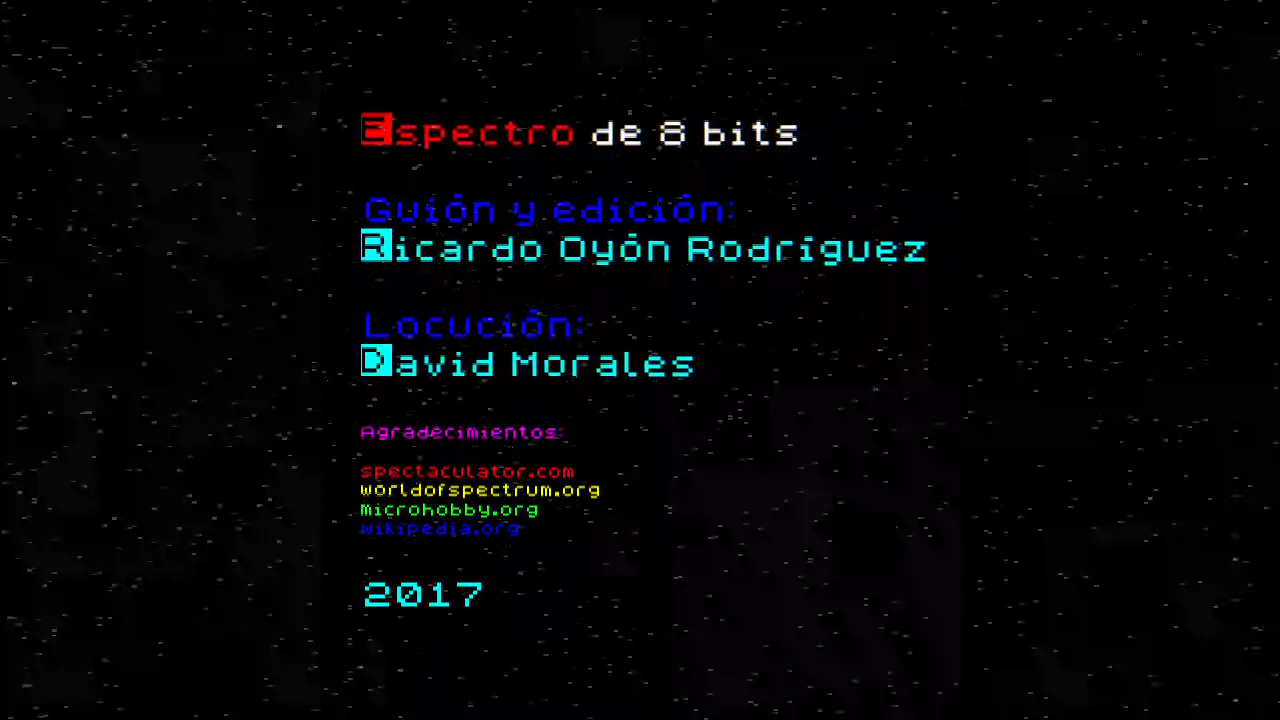 Espectro de 8 bits
Guión y edición:
Ricardo Oyón Rodríguez
Locución:
David Morales
Agradecimientos:
spectaculator.com
worldofspectrum.org
microhobby.org
wikipedia.org
2017